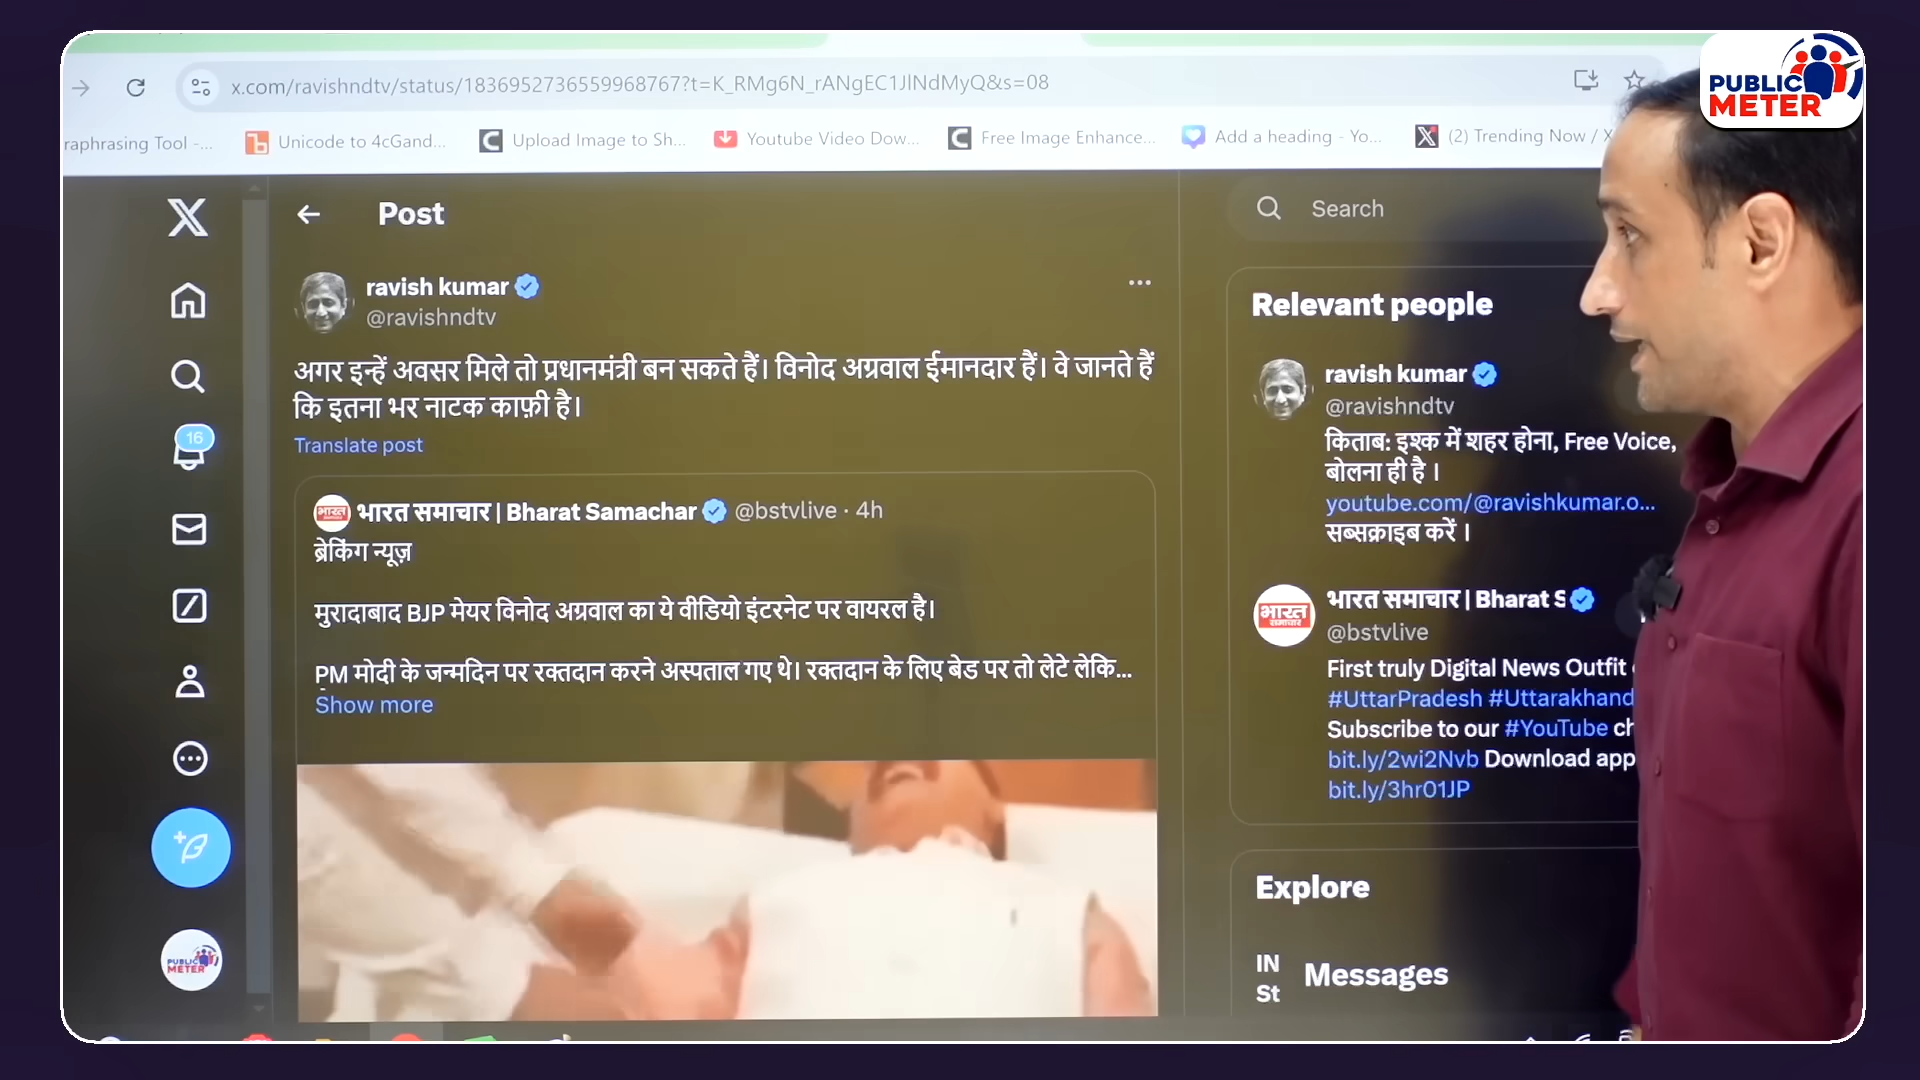 PUBLIC
METER
x.com/ravishndtv/status/1836952736559968767?t=K_RMg6N_rANgEC1JlNdMyQ&s=08
raphrasing Tool -...
Unicode to 4cGand...
Upload Image to Sh...
Youtube Video Dow...
Free Image Enhance...
Add a heading - Yo...
(2) Trending Now / X
Post
ravish kumar
@ravishndtv
अगर इन्हें अवसर मिले तो प्रधानमंत्री बन सकते हैं। विनोद अग्रवाल ईमानदार हैं। वे जानते हैं
कि इतना भर नाटक काफ़ी है।
Translate post
भारत समाचार | Bharat Samachar @bstvlive · 4h
ब्रेकिंग न्यूज़
मुरादाबाद BJP मेयर विनोद अग्रवाल का ये वीडियो इंटरनेट पर वायरल है।
PM मोदी के जन्मदिन पर रक्तदान करने अस्पताल गए थे। रक्तदान के लिए बेड पर तो लेटे लेकि...
Show more
16
PUBLIC
METER
Search
Relevant people
ravish kumar
@ravishndtv
किताब: इश्क में शहर होना, Free Voice,
बोलना ही है ।
youtube.com/@ravishkumar.o...
सब्सक्राइब करें ।
भारत
समाचार
भारत समाचार | Bharat S
@bstvlive
First truly Digital News Outfit
#UttarPradesh #Uttarakhand
Subscribe to our #YouTube ch
bit.ly/2wi2Nvb Download app
bit.ly/3hr01JP
Explore
IN
St
Messages